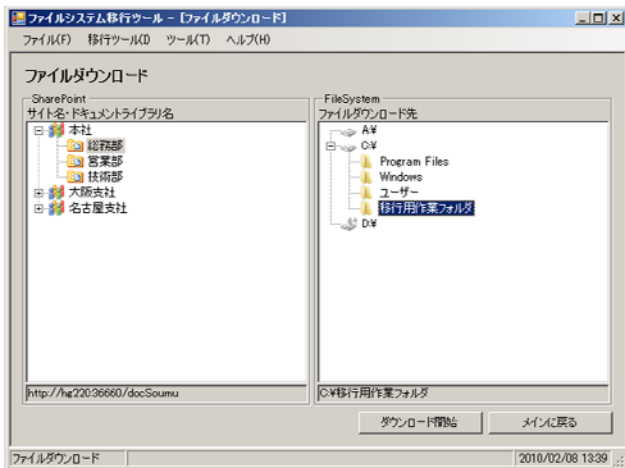 ファイルシステム移行ツール - [ファイルダウンロード]
ファイル(F) 移行ツール(I) ツール(T) ヘルプ(H)
ファイルダウンロード
SharePoint
サイト名・ドキュメントライブラリ名
本社
総務部
営業部
技術部
大阪支社
名古屋支社
http://hg220:36660/docSoumu
FileSystem
ファイルダウンロード先
A:¥
C:¥
Program Files
Windows
ユーザー
移行用作業フォルダ
D:¥
C:¥移行用作業フォルダ
ダウンロード開始 メインに戻る
ファイルダウンロード 2010/02/08 13:39